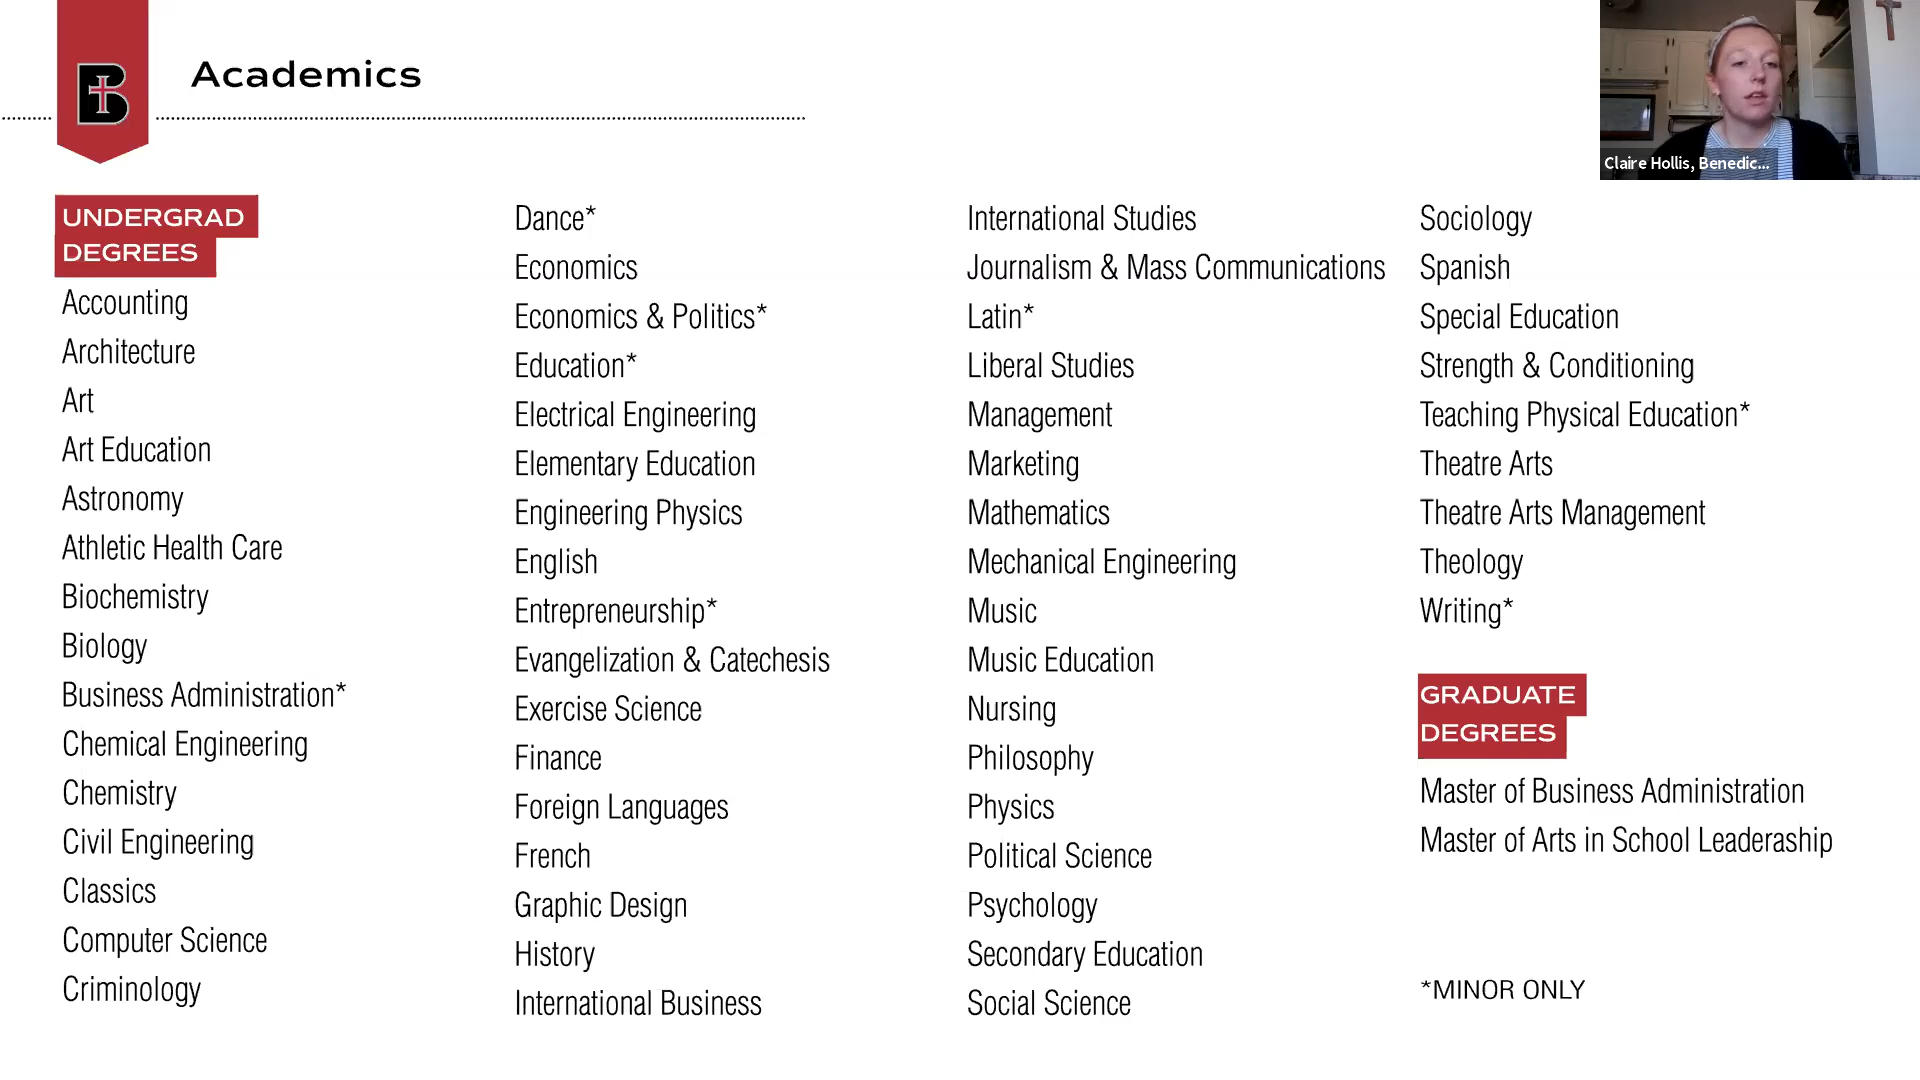 B
Academics
Claire Hollis, Benedic...
UNDERGRAD
DEGREES
Accounting
Architecture
Art
Art Education
Astronomy
Athletic Health Care
Biochemistry
Biology
Business Administration*
Chemical Engineering
Chemistry
Civil Engineering
Classics
Computer Science
Criminology
Dance*
Economics
Economics & Politics*
Education*
Electrical Engineering
Elementary Education
Engineering Physics
English
Entrepreneurship*
Evangelization & Catechesis
Exercise Science
Finance
Foreign Languages
French
Graphic Design
History
International Business
International Studies
Journalism & Mass Communications
Latin*
Liberal Studies
Management
Marketing
Mathematics
Mechanical Engineering
Music
Music Education
Nursing
Philosophy
Physics
Political Science
Psychology
Secondary Education
Social Science
Sociology
Spanish
Special Education
Strength & Conditioning
Teaching Physical Education*
Theatre Arts
Theatre Arts Management
Theology
Writing*
GRADUATE
DEGREES
Master of Business Administration
Master of Arts in School Leadership
*MINOR ONLY